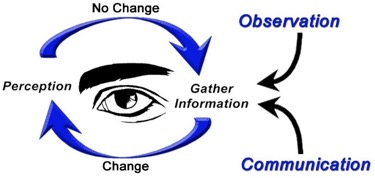 No Change
Observation
Perception
Gather
Information
Change
Communication